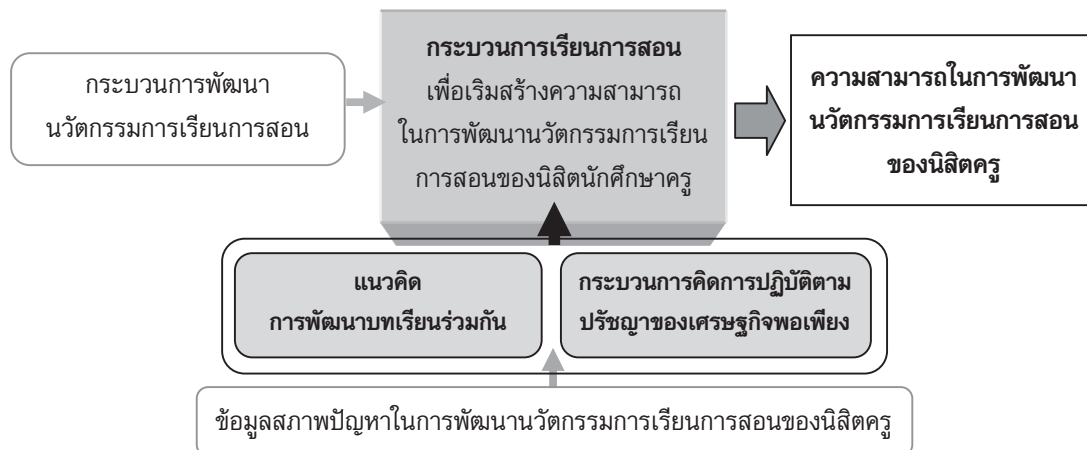 กระบวนการพัฒนา
นวัตกรรมการเรียนการสอน
กระบวนการเรียนการสอน
เพื่อเริมสร้างความสามารถ
ในการพัฒนานวัตกรรมการเรียน
การสอนของนิสิตนักศึกษาครู
ความสามารถในการพัฒนา
นวัตกรรมการเรียนการสอน
ของนิสิตครู
แนวคิด
การพัฒนาบทเรียนร่วมกัน
กระบวนการคิดการปฏิบัติตาม
ปรัชญาของเศรษฐกิจพอเพียง
ข้อมูลสภาพปัญหาในการพัฒนานวัตกรรมการเรียนการสอนของนิสิตครู